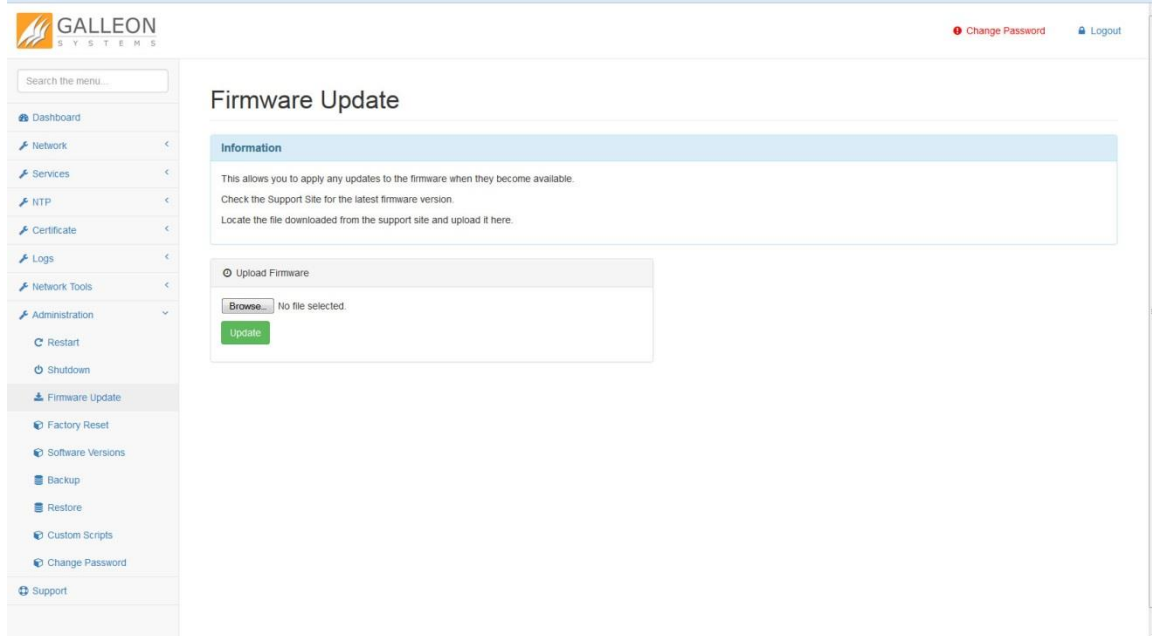 GALLEON
SYSTEMS
Change Password
Logout
Search the menu...
Dashboard
Network
Services
NTP
Certificate
Logs
Network Tools
Administration
Restart
Shutdown
Firmware Update
Factory Reset
Software Versions
Backup
Restore
Custom Scripts
Change Password
Support
Firmware Update
Information
This allows you to apply any updates to the firmware when they become available.
Check the Support Site for the latest firmware version.
Locate the file downloaded from the support site and upload it here.
Upload Firmware
Browse... No file selected.
Update